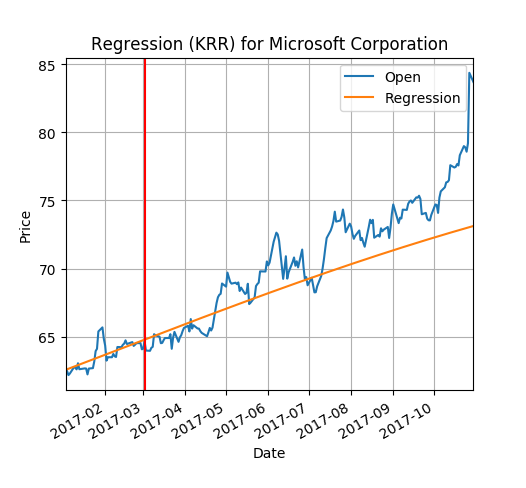 Regression (KRR) for Microsoft Corporation
85
80
75
70
65
Price
Open
Regression
2017-02
2017-03
2017-04
2017-05
2017-06
2017-07
2017-08
2017-09
2017-10
Date